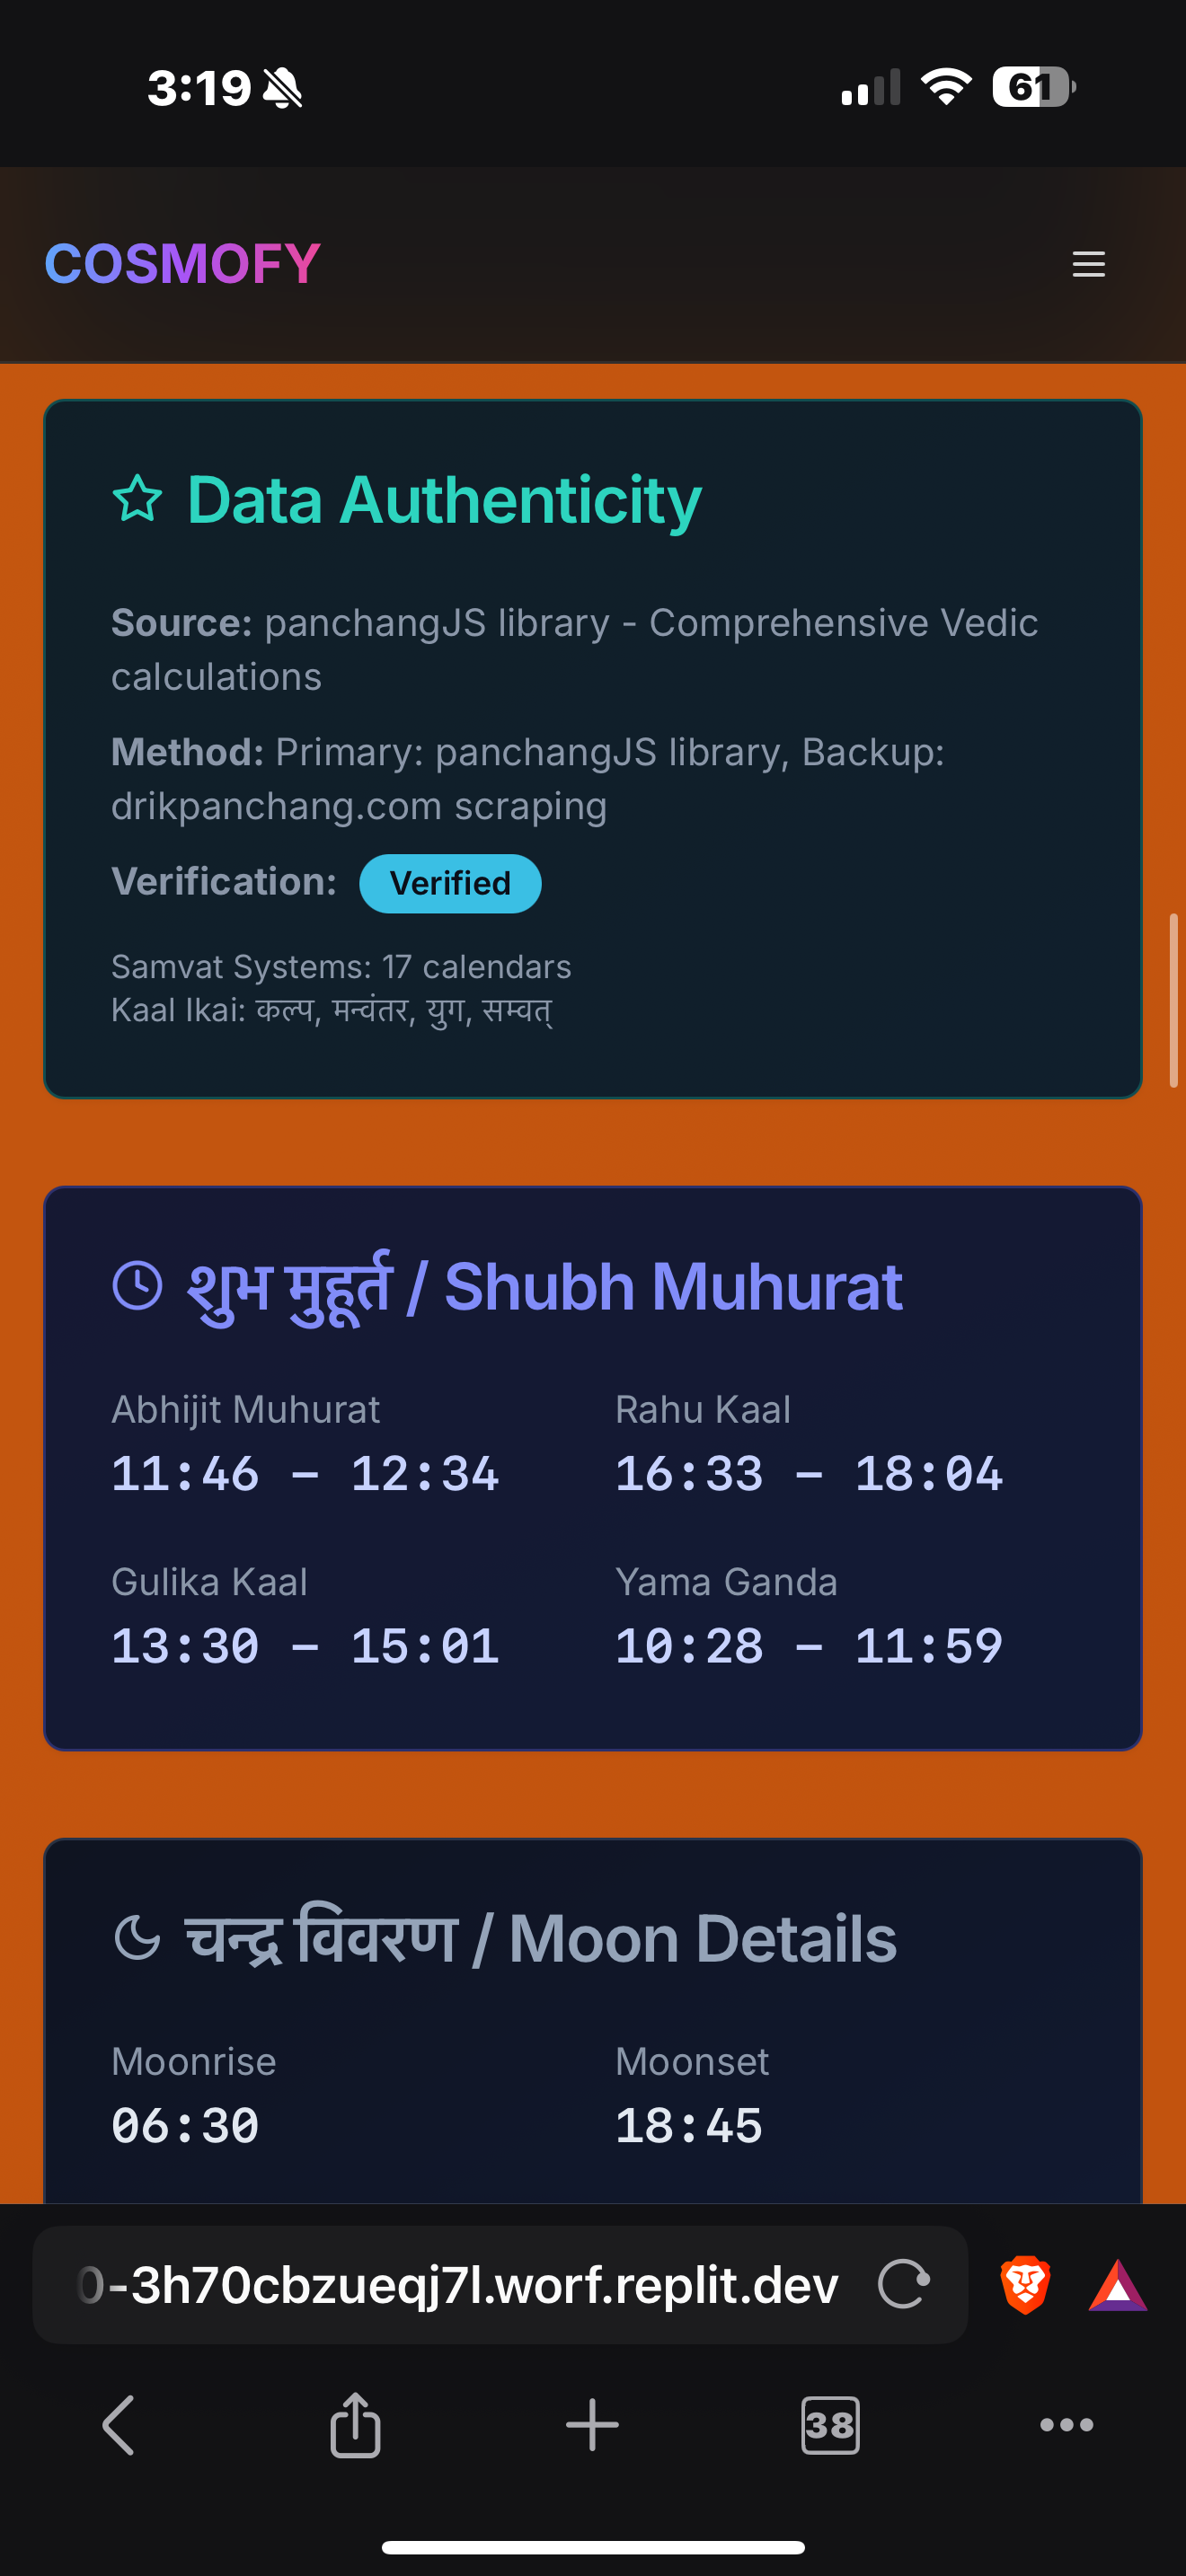 3:19
61
COSMOFY
Data Authenticity
Source: panchangJS library - Comprehensive Vedic
calculations
Method: Primary: panchangJS library, Backup:
drikpanchang.com scraping
Verification: Verified
Samvat Systems: 17 calendars
Kaal Ikai: कल्प, मन्वंतर, युग, सम्वत्
शुभ मुहूर्त / Shubh Muhurat
Abhijit Muhurat
11:46 – 12:34
Rahu Kaal
16:33 – 18:04
Gulika Kaal
13:30 – 15:01
Yama Ganda
10:28 – 11:59
चन्द्र विवरण / Moon Details
Moonrise
06:30
Moonset
18:45
0-3h70cbzueqj7l.worf.replit.dev
38